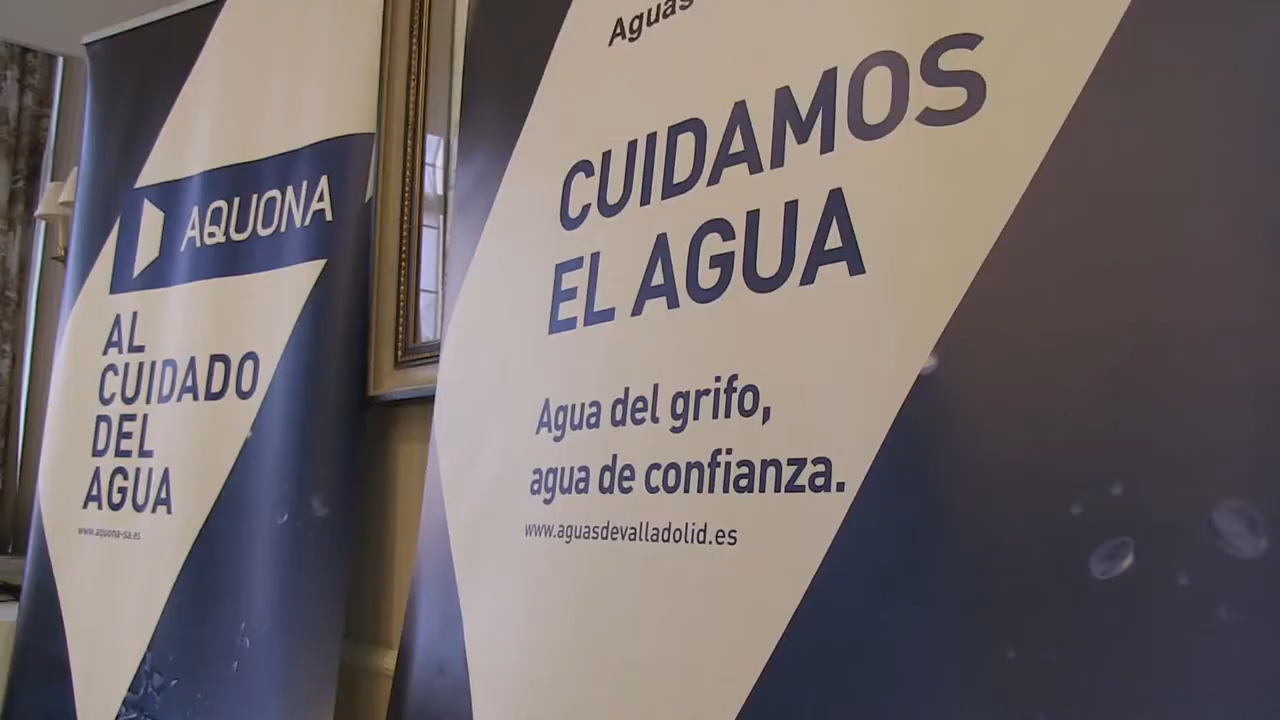 AQUONA
AL
CUIDADO
DEL
AGUA
www.aquona-sa.es
Aguas
CUIDAMOS
EL AGUA
Agua del grifo,
agua de confianza.
www.aguasdevalladolid.es